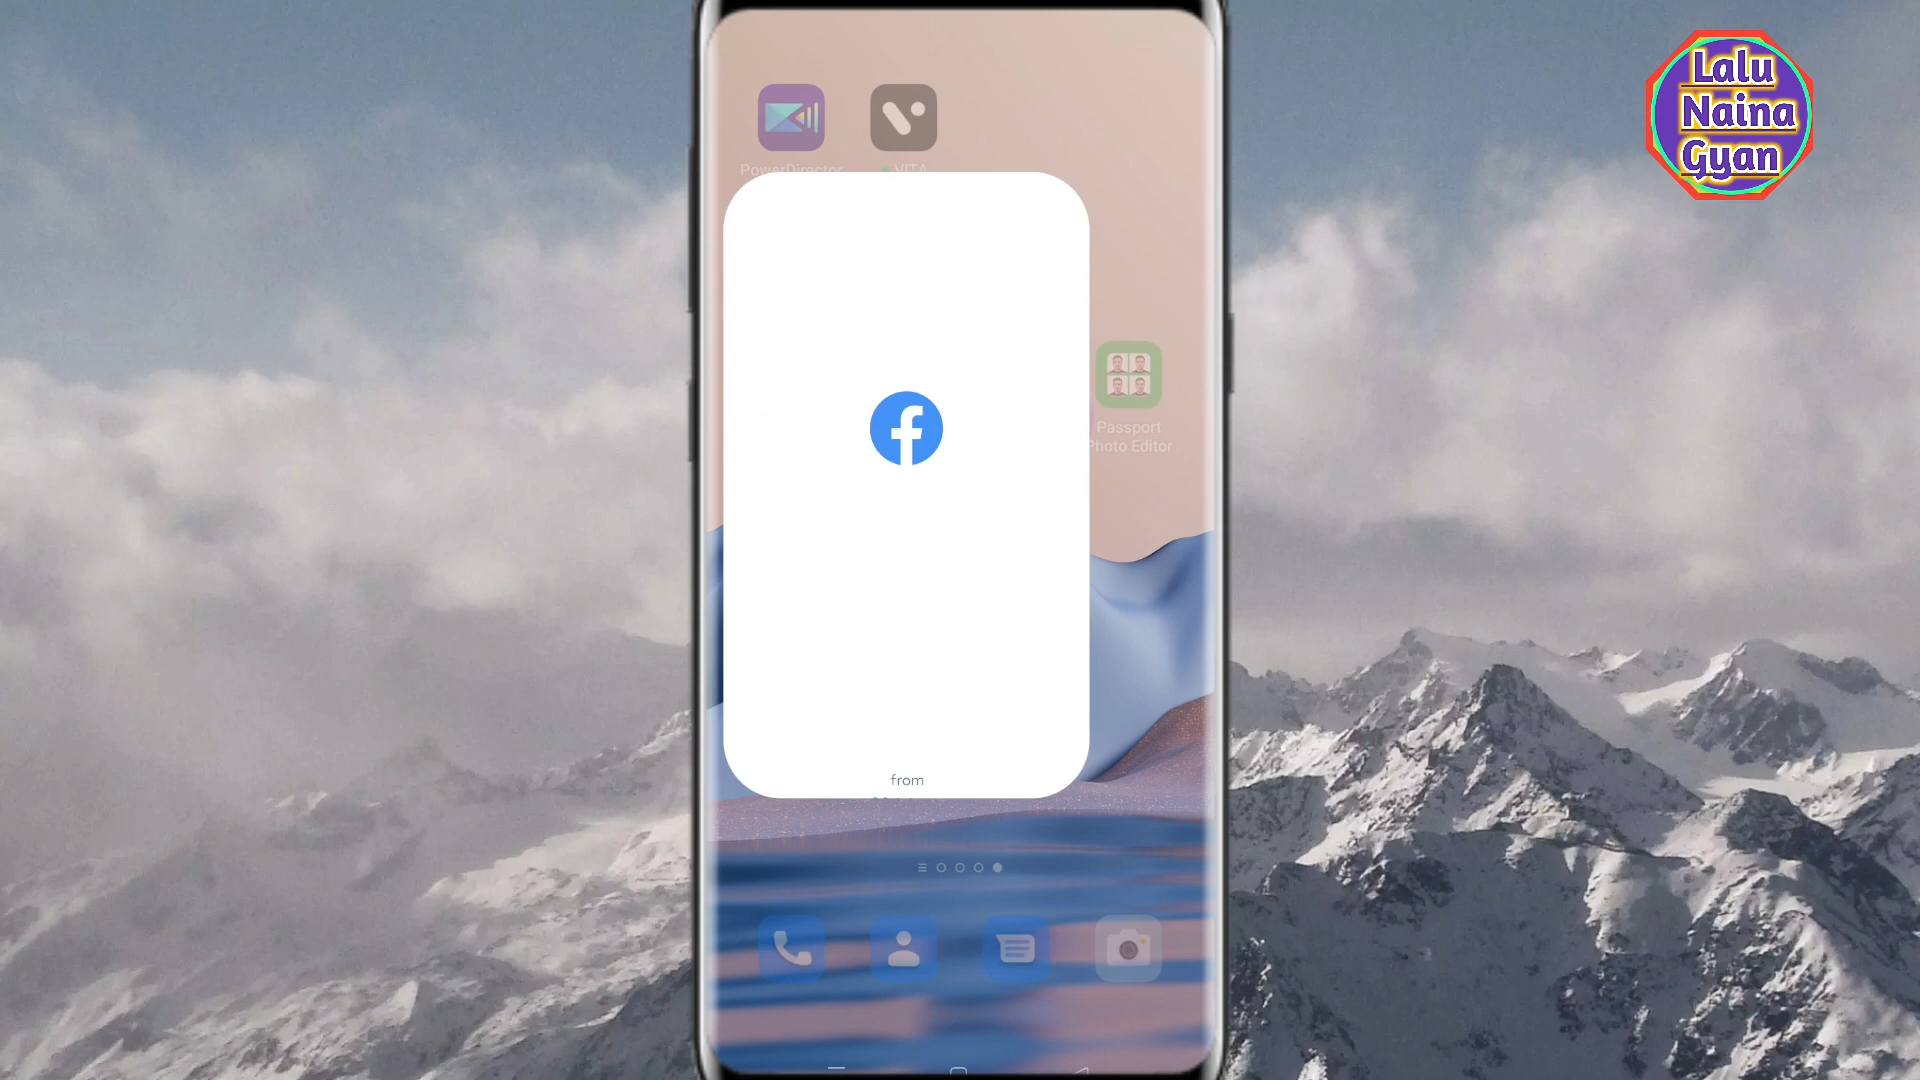 Lalu
Naina
Gyan
PowerDirector
VITA
Passport
Photo Editor
from